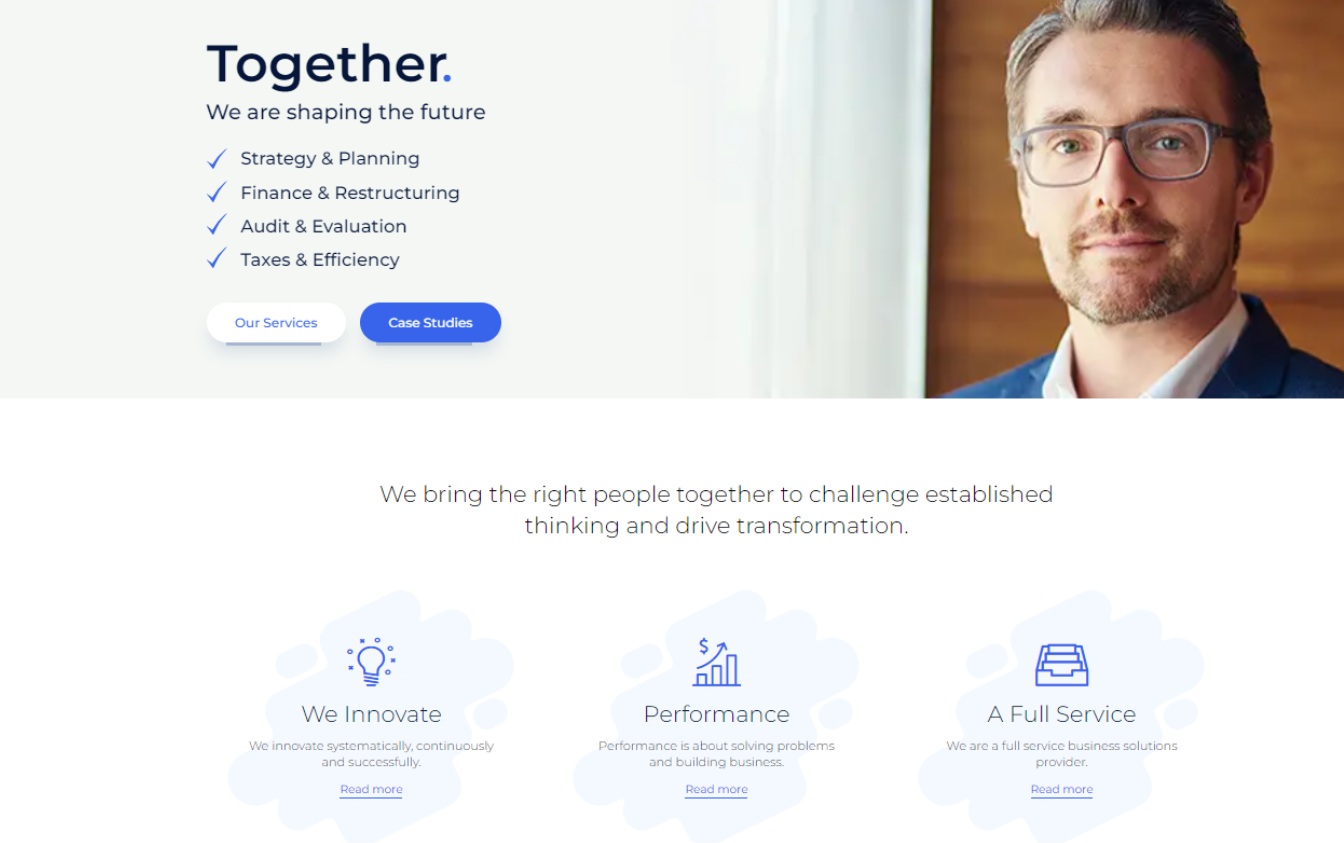 Together.
We are shaping the future
Strategy & Planning
Finance & Restructuring
Audit & Evaluation
Taxes & Efficiency
Our Services
Case Studies
We bring the right people together to challenge established
thinking and drive transformation.
$
We Innovate
We innovate systematically, continuously
and successfully.
Read more
Performance
Performance is about solving problems
and building business.
Read more
A Full Service
We are a full service business solutions
provider.
Read more